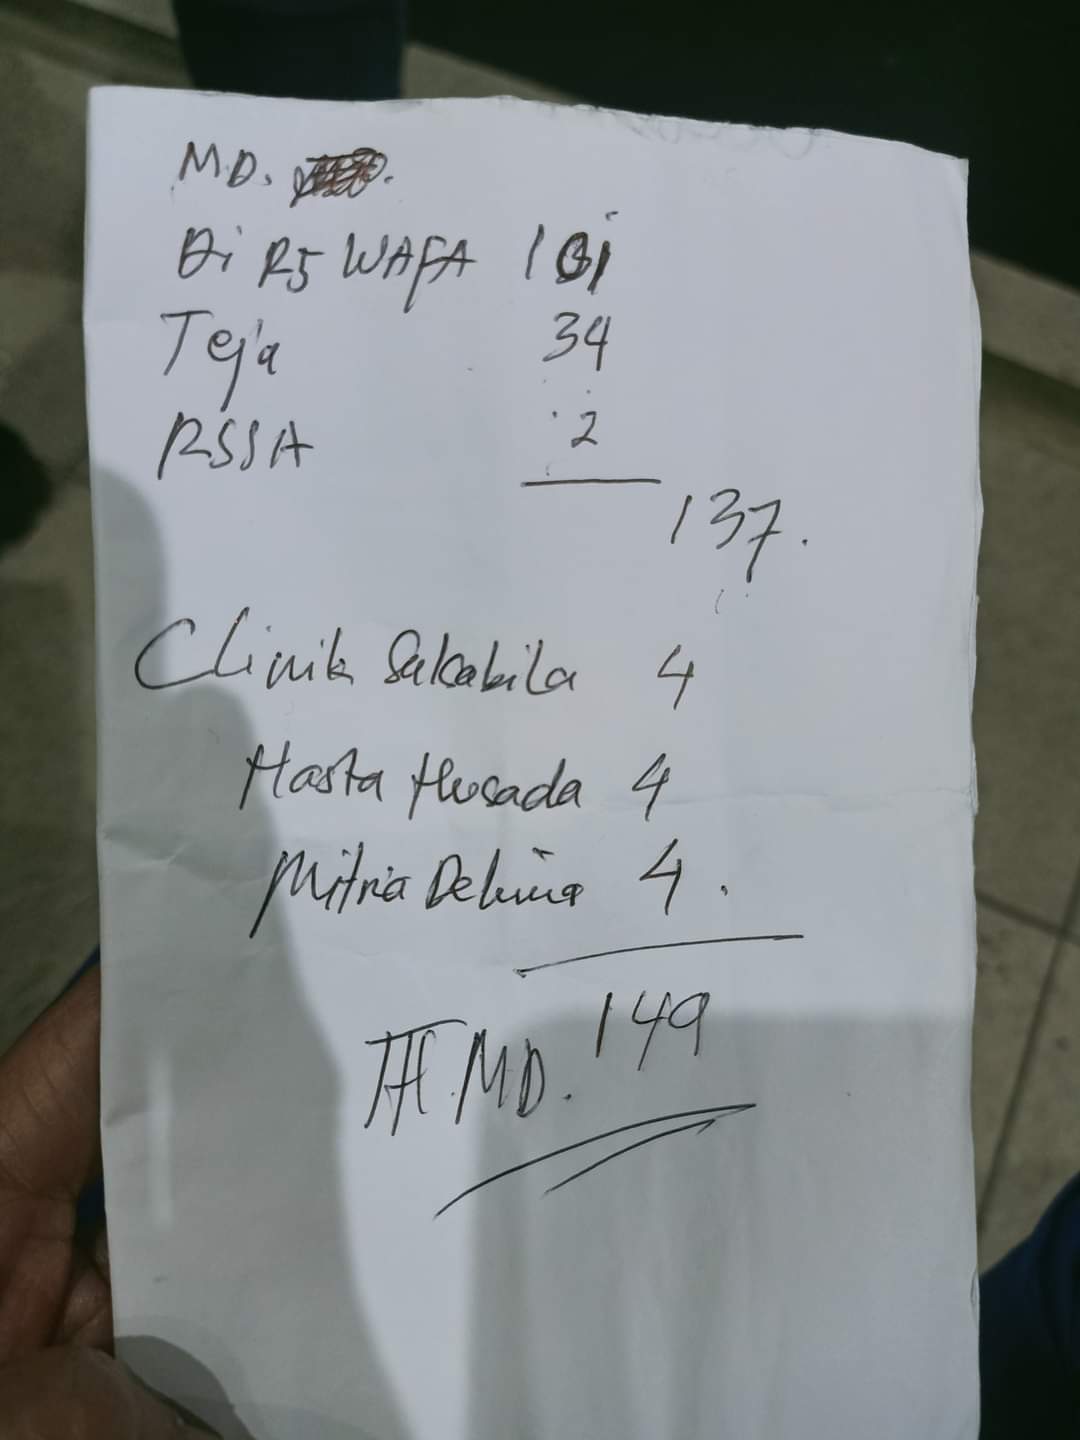 M.D.
Di RS WAFA 101
Teja 34
RSSA 2
137.
Clinik Salsabila 4
Hasta Husada 4
Mitria Delima 4.
149
Ttl. MD.